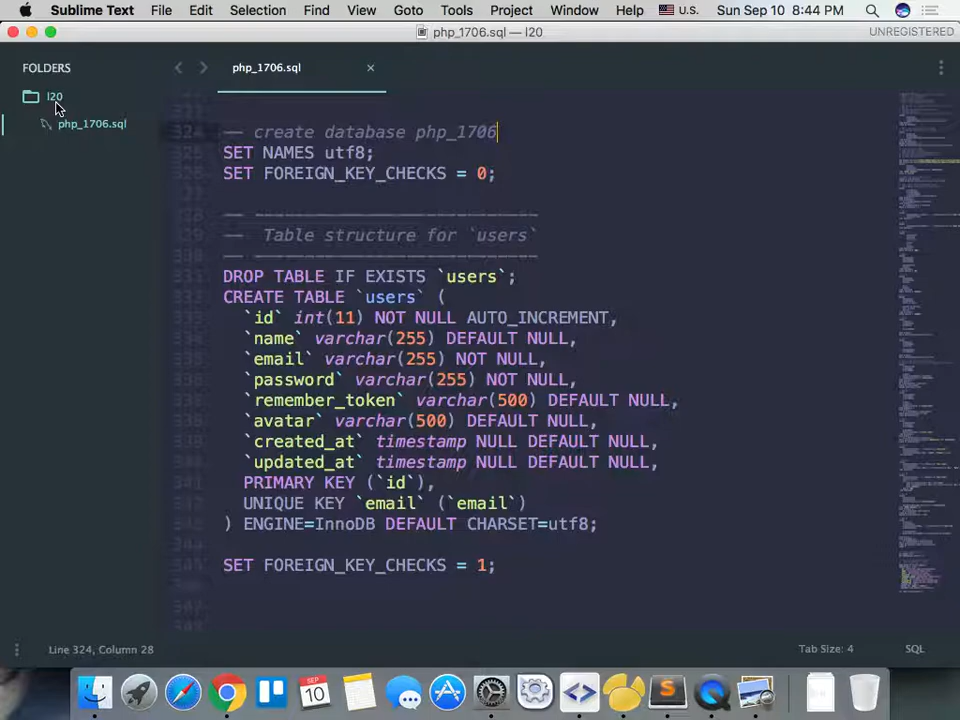 Sublime Text File Edit Selection Find Goto Tools Project Window Help U.S. Sun Sep 10 8:44 PM
php_1706.sql — l20
UNREGISTERED
FOLDERS
l20
php_1706.sql
php_1706.sql
324 -- create database php_1706
325 SET NAMES utf8;
326 SET FOREIGN_KEY_CHECKS = 0;
-- ----------------------------
-- Table structure for `users`
-- ----------------------------
DROP TABLE IF EXISTS `users`;
CREATE TABLE `users` (
`id` int(11) NOT NULL AUTO_INCREMENT,
`name` varchar(255) DEFAULT NULL,
`email` varchar(255) NOT NULL,
`password` varchar(255) NOT NULL,
`remember_token` varchar(500) DEFAULT NULL,
`avatar` varchar(500) DEFAULT NULL,
`created_at` timestamp NULL DEFAULT NULL,
`updated_at` timestamp NULL DEFAULT NULL,
PRIMARY KEY (`id`),
UNIQUE KEY `email` (`email`)
) ENGINE=InnoDB DEFAULT CHARSET=utf8;
SET FOREIGN_KEY_CHECKS = 1;
Line 324, Column 28
Tab Size: 4
SQL
SEP
10